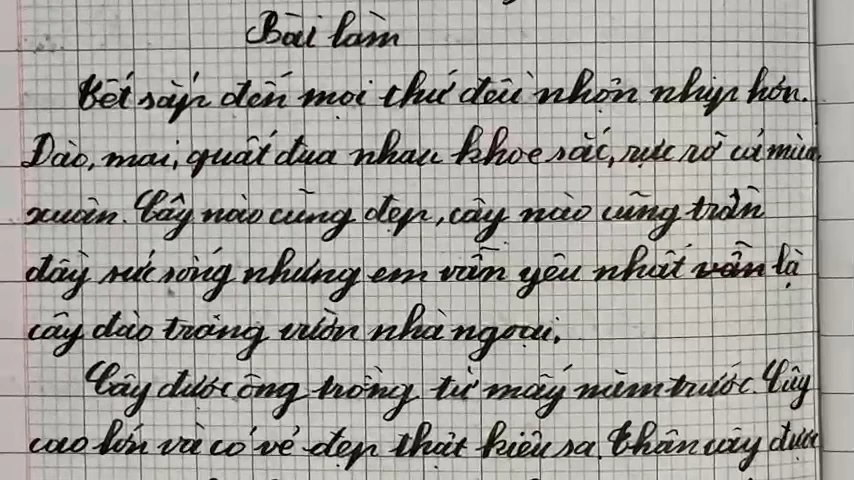 Bài làm
Tết sắp đến mọi thứ đều nhộn nhịp hơn.
Đào, mai, quất đua nhau khoe sắc, rực rỡ cả mùa
xuân. Cây nào cũng đẹp, cây nào cũng tràn
đầy sức sống nhưng em vẫn yêu nhất vẫn là
cây đào trong vườn nhà ngoại.
Cây được ông trồng từ mấy năm trước. Cây
cao lớn và có vẻ đẹp thật kiêu sa. Thân cây được